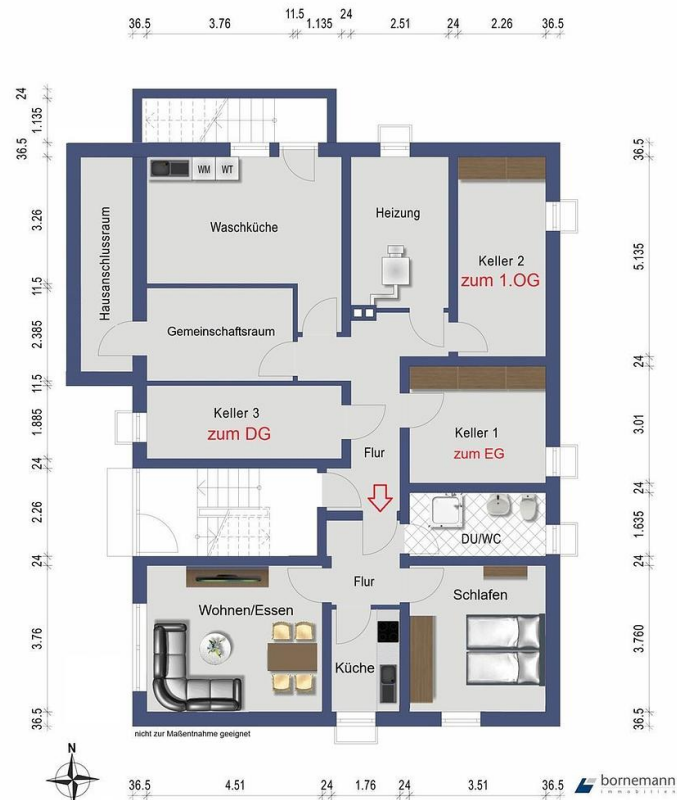 36.5 3.76 11.5 1.135 24 2.51 24 2.26 36.5
24
1.135
36.5
3.26
11.5
2.385
11.5
1.885
24
2.26
24
3.76
36.5
36.5
5.135
24
3.01
24
1.635
24
3.760
36.5
WM WT
Waschküche
Hausanschlussraum
Heizung
Keller 2
zum 1.OG
Gemeinschaftsraum
Keller 3
zum DG
Keller 1
zum EG
Flur
DU/WC
Flur
Wohnen/Essen
Schlafen
Küche
nicht zur Maßentnahme geeignet
N
36.5 4.51 24 1.76 24 3.51 36.5
bornemann
immobilien